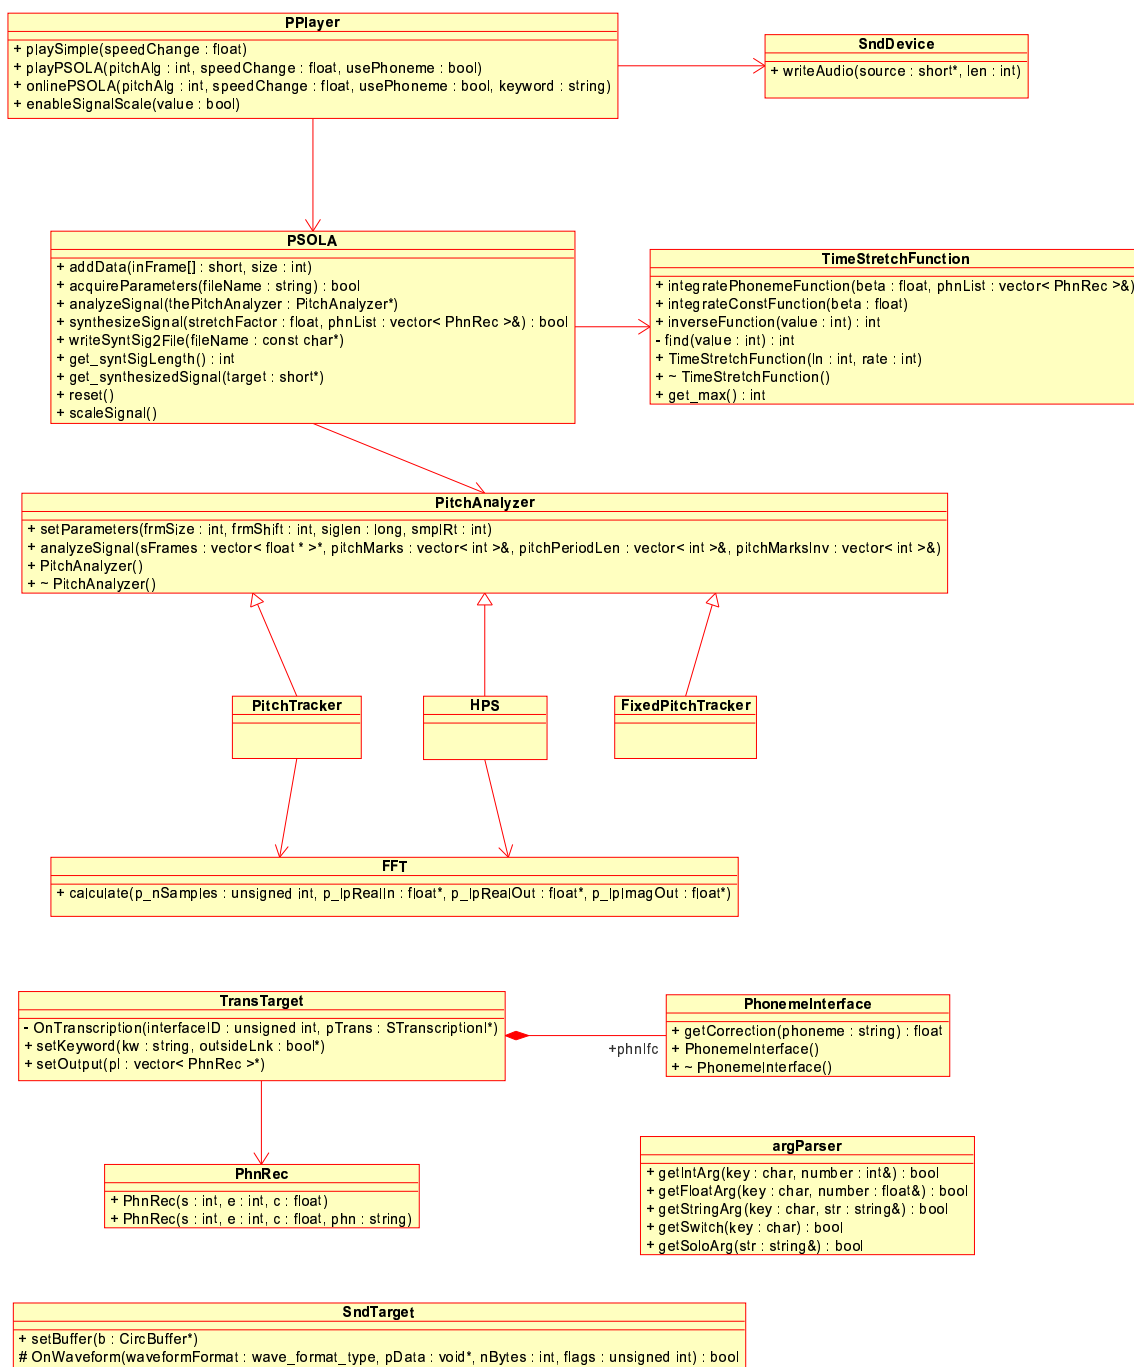 PPlayer
+ playSimple(speedChange : float)
+ playPSOLA(pitchAlg : int, speedChange : float, usePhoneme : bool)
+ onlinePSOLA(pitchAlg : int, speedChange : float, usePhoneme : bool, keyword : string)
+ enableSignalScale(value : bool)
SndDevice
+ writeAudio(source : short*, len : int)
PSOLA
+ addData(inFrame[] : short, size : int)
+ acquireParameters(fileName : string) : bool
+ analyzeSignal(thePitchAnalyzer : PitchAnalyzer*)
+ synthesizeSignal(stretchFactor : float, phnList : vector< PhnRec >&) : bool
+ writeSyntSig2File(fileName : const char*)
+ get_syntSigLength() : int
+ get_synthesizedSignal(target : short*)
+ reset()
+ scaleSignal()
TimeStretchFunction
+ integratePhonemeFunction(beta : float, phnList : vector< PhnRec >&)
+ integrateConstFunction(beta : float)
+ inverseFunction(value : int) : int
- find(value : int) : int
+ TimeStretchFunction(ln : int, rate : int)
+ ~ TimeStretchFunction()
+ get_max() : int
PitchAnalyzer
+ setParameters(frmSize : int, frmShift : int, siglen : long, smplRt : int)
+ analyzeSignal(sFrames : vector< float * >*, pitchMarks : vector< int >&, pitchPeriodLen : vector< int >&, pitchMarksInv : vector< int >&)
+ PitchAnalyzer()
+ ~ PitchAnalyzer()
PitchTracker
HPS
FixedPitchTracker
FFT
+ calculate(p_nSamples : unsigned int, p_lpRealIn : float*, p_lpRealOut : float*, p_lpImagOut : float*)
TransTarget
- OnTranscription(interfaceID : unsigned int, pTrans : STranscriptionI*)
+ setKeyword(kw : string, outsideLnk : bool*)
+ setOutput(pl : vector< PhnRec >*)
+phnIfc
PhonemeInterface
+ getCorrection(phoneme : string) : float
+ PhonemeInterface()
+ ~ PhonemeInterface()
PhnRec
+ PhnRec(s : int, e : int, c : float)
+ PhnRec(s : int, e : int, c : float, phn : string)
argParser
+ getIntArg(key : char, number : int&) : bool
+ getFloatArg(key : char, number : float&) : bool
+ getStringArg(key : char, str : string&) : bool
+ getSwitch(key : char) : bool
+ getSoloArg(str : string&) : bool
SndTarget
+ setBuffer(b : CircBuffer*)
# OnWaveform(waveformFormat : wave_format_type, pData : void*, nBytes : int, flags : unsigned int) : bool